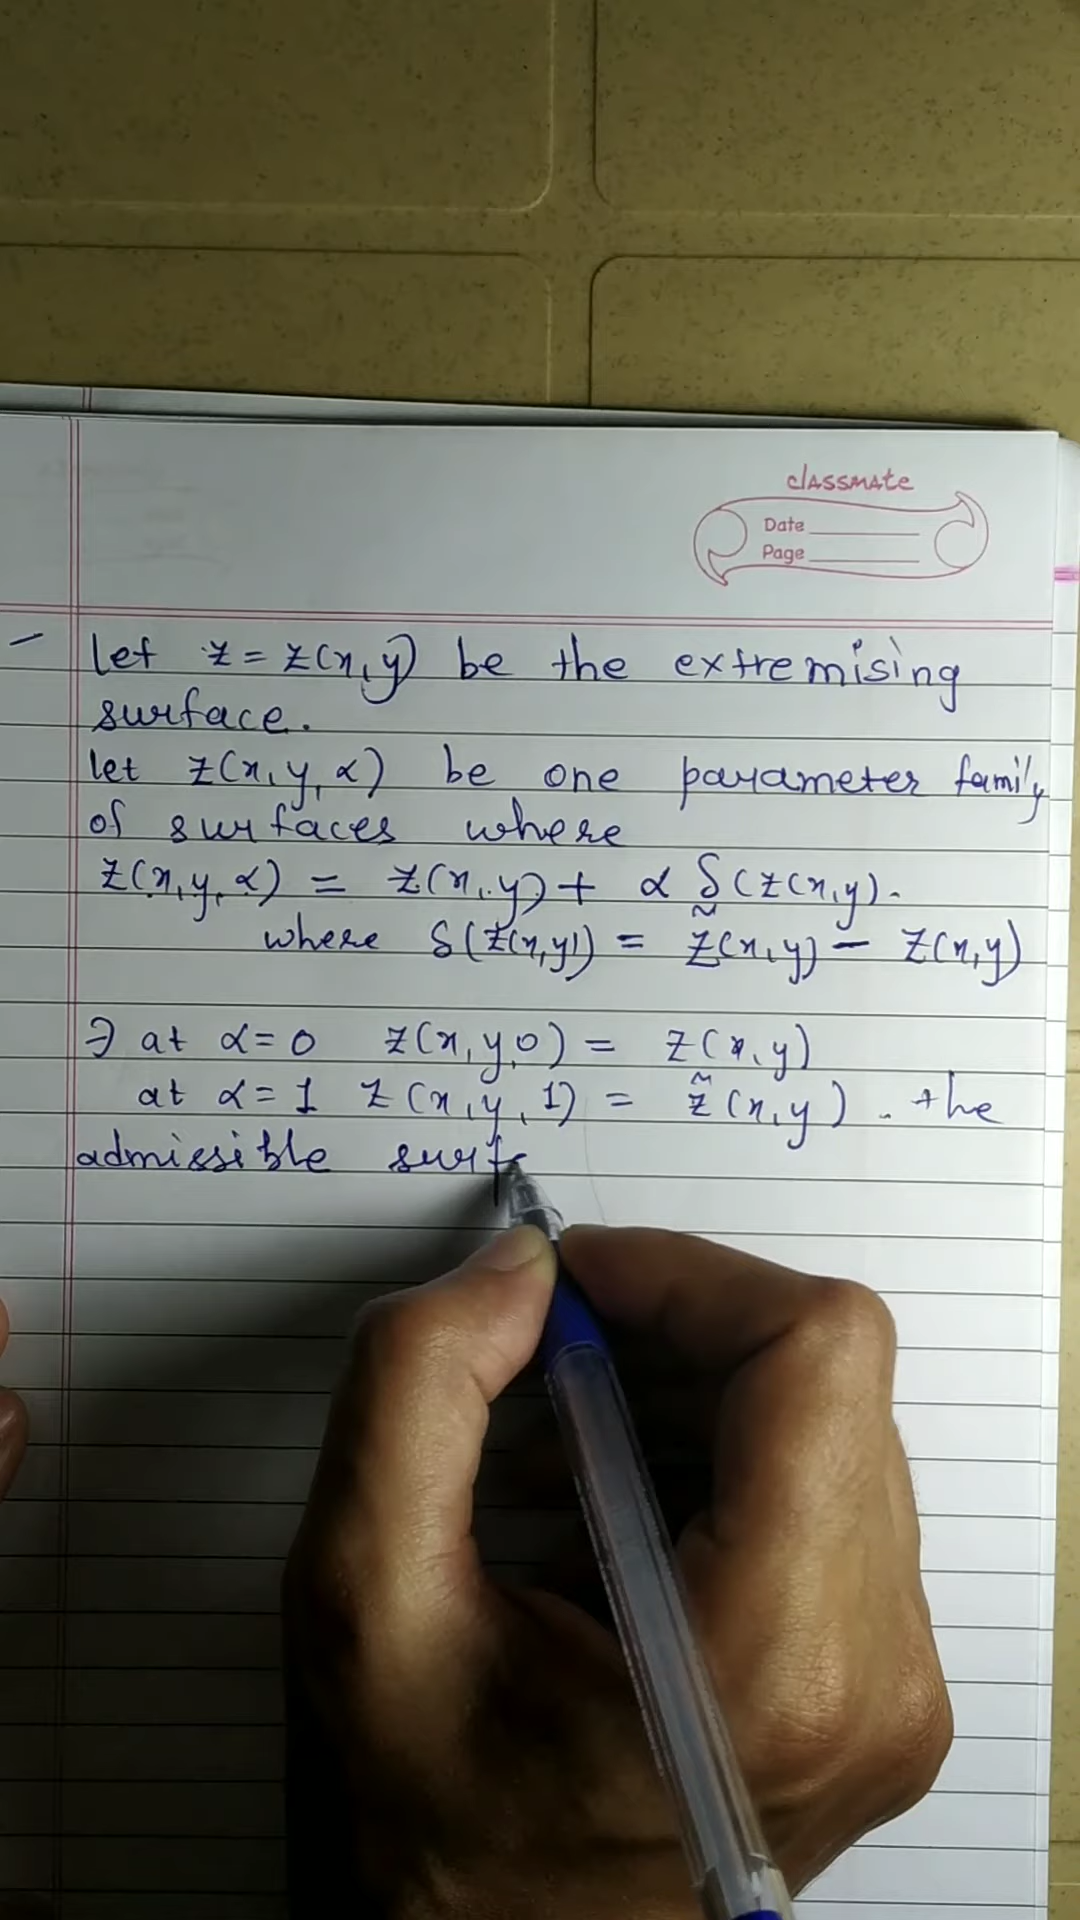 classmate
Date
Page
- Let z = z(x, y) be the extremising
surface.
let z(x, y, α) be one parameter family
of surfaces where
z(x, y, α) = z(x, y) + α δ(z(x, y).
where δ(z(x, y)) = z̃(x, y) - z(x, y)
∋ at α = 0 z(x, y, 0) = z(x, y)
at α = 1 z(x, y, 1) = z̃(x, y). the
admissible surf